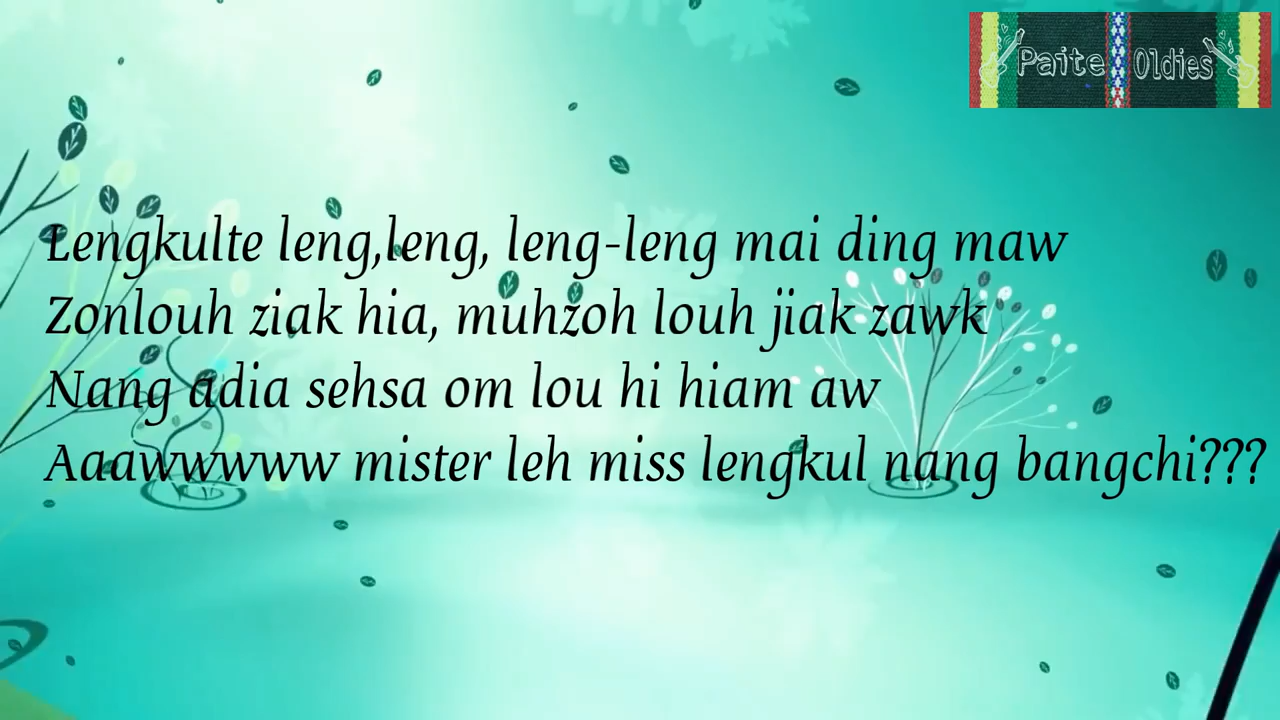 Paite Oldies
Lengkulte leng,leng, leng-leng mai ding maw
Zonlouh ziak hia, muhzoh louh jiak zawk
Nang adia sehsa om lou hi hiam aw
Aaawwwwww mister leh miss lengkul nang bangchi???